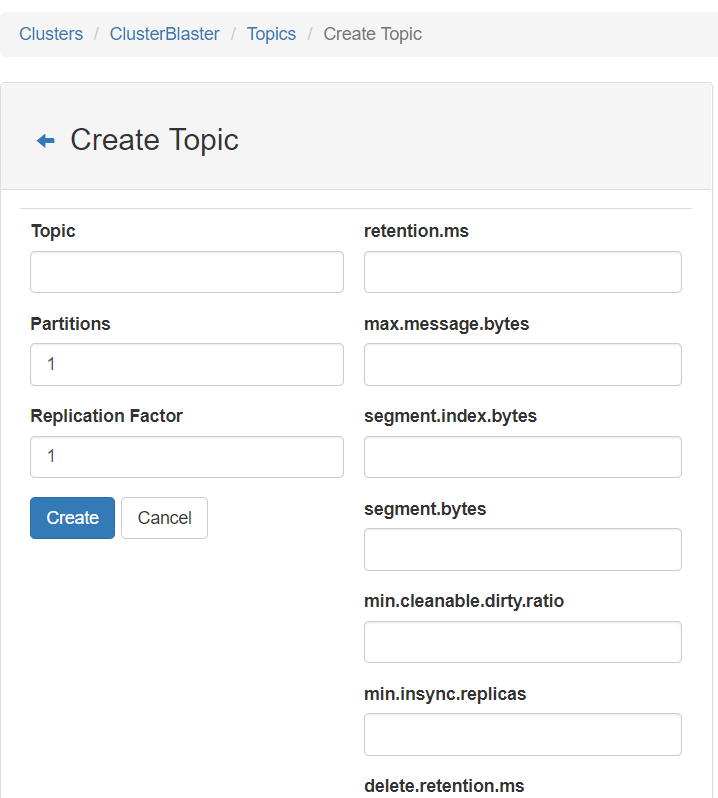 Clusters / ClusterBlaster / Topics / Create Topic
Create Topic
Topic
Partitions
1
Replication Factor
1
Create Cancel
retention.ms
max.message.bytes
segment.index.bytes
segment.bytes
min.cleanable.dirty.ratio
min.insync.replicas
delete.retention.ms